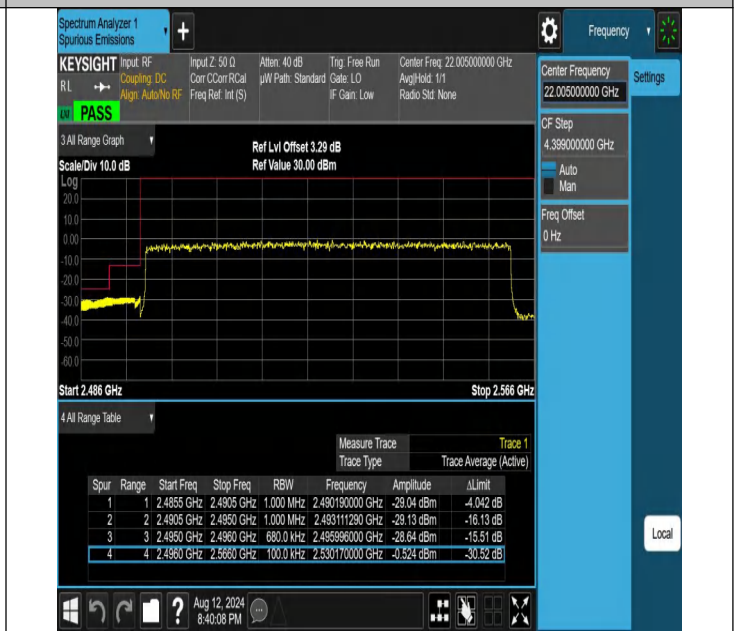 Spectrum Analyzer 1
Spurious Emissions
Frequency
KEYSIGHT Input: RF Input Z: 50 Ω Atten: 40 dB Trig: Free Run Center Freq: 22.005000000 GHz
RL Coupling: DC Corr CCorr RCal µW Path: Standard Gate: LO Avg|Hold: 1/1
Align: Auto/No RF Freq Ref: Int (S) IF Gain: Low Radio Std: None
LXI PASS
Center Frequency
22.005000000 GHz
Settings
CF Step
4.399000000 GHz
Auto
Man
Freq Offset
0 Hz
3 All Range Graph
Ref Lvl Offset 3.29 dB
Scale/Div 10.0 dB Ref Value 30.00 dBm
Log
20.0
10.0
0.00
-10.0
-20.0
-30.0
-40.0
-50.0
-60.0
Start 2.486 GHz Stop 2.566 GHz
4 All Range Table
Measure Trace Trace 1
Trace Type Trace Average (Active)
Spur Range Start Freq Stop Freq RBW Frequency Amplitude ΔLimit
1 1 2.4855 GHz 2.4905 GHz 1.000 MHz 2.490190000 GHz -29.04 dBm -4.042 dB
2 2 2.4905 GHz 2.4950 GHz 1.000 MHz 2.493111290 GHz -29.13 dBm -16.13 dB
3 3 2.4950 GHz 2.4960 GHz 680.0 kHz 2.495996000 GHz -28.64 dBm -15.51 dB
4 4 2.4960 GHz 2.5660 GHz 100.0 kHz 2.530170000 GHz -0.524 dBm -30.52 dB
Local
Aug 12, 2024
8:40:08 PM